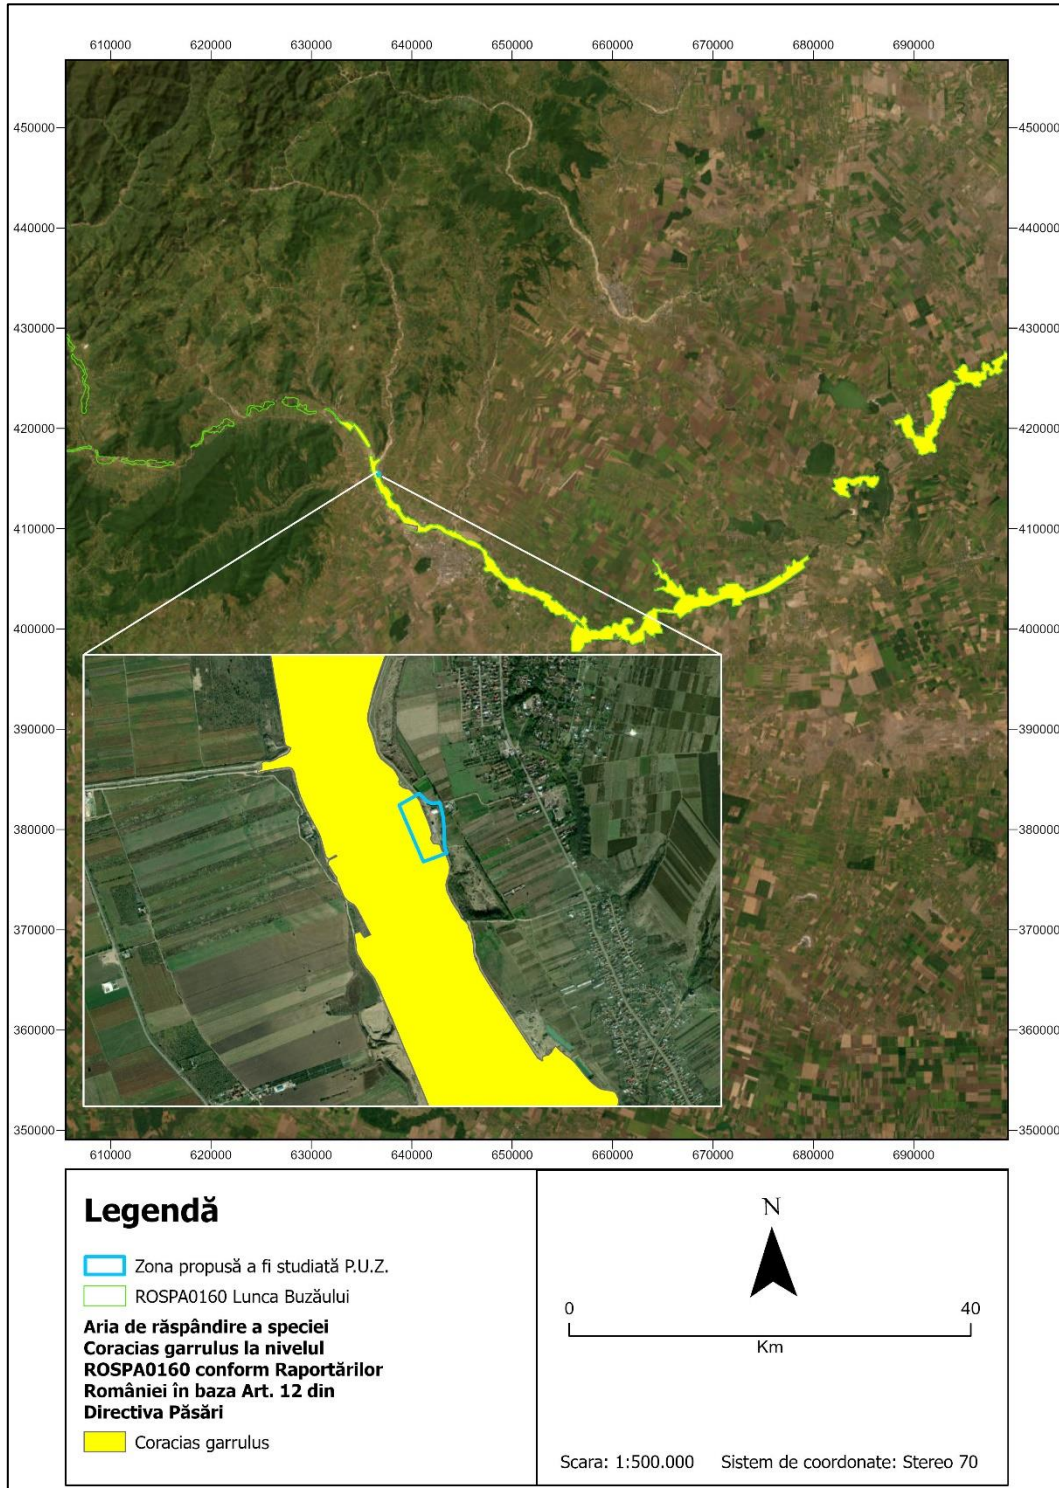 610000 620000 630000 640000 650000 660000 670000 680000 690000
450000 450000
440000 440000
430000 430000
420000 420000
410000 410000
400000 400000
390000 390000
380000 380000
370000 370000
360000 360000
350000 350000
610000 620000 630000 640000 650000 660000 670000 680000 690000
Legendă
Zona propusă a fi studiată P.U.Z.
ROSPA0160 Lunca Buzăului
Aria de răspândire a speciei
Coracias garrulus la nivelul
ROSPA0160 conform Raportărilor
României în baza Art. 12 din
Directiva Păsări
Coracias garrulus
N
0 40
Km
Scara: 1:500.000 Sistem de coordonate: Stereo 70